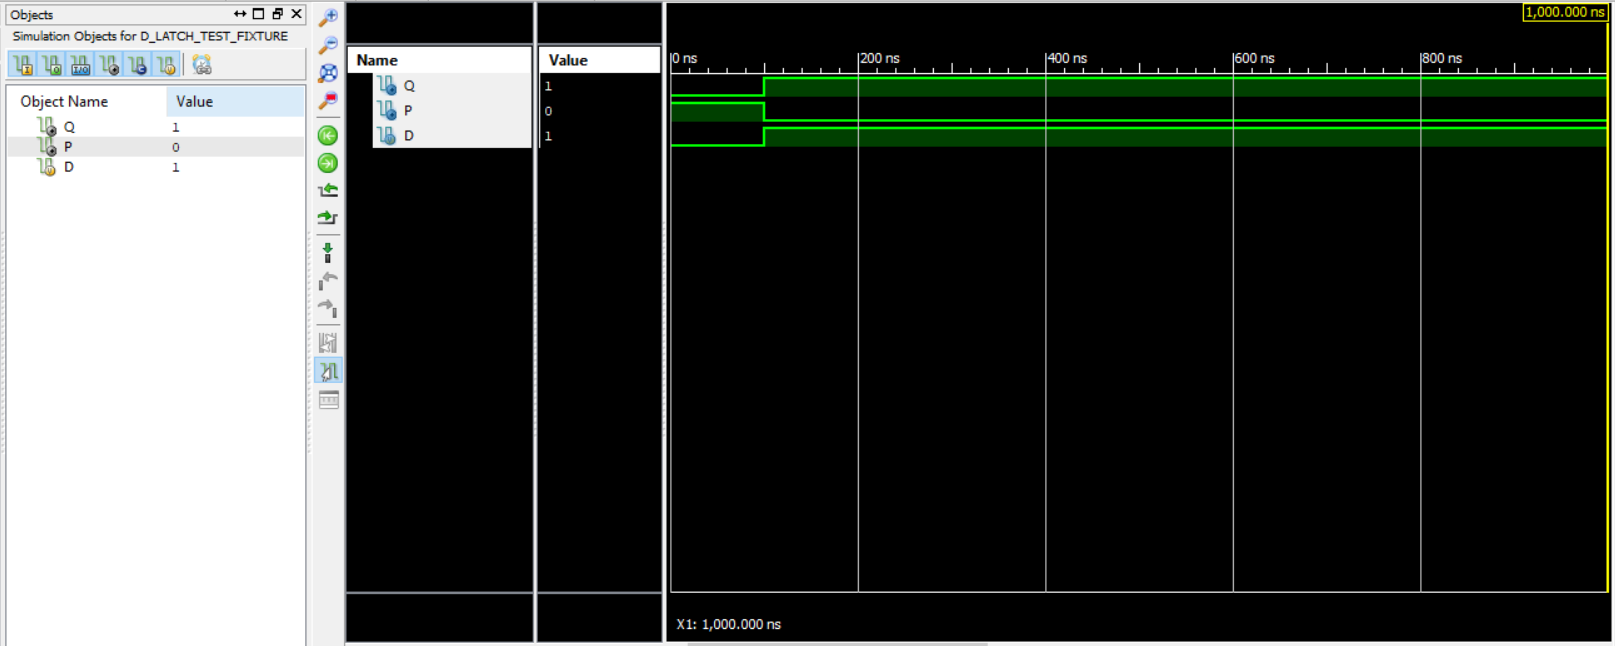 Objects
Simulation Objects for D_LATCH_TEST_FIXTURE
Object Name Value
Q 1
P 0
D 1
Name Value
Q 1
P 0
D 1
1,000.000 ns
0 ns 200 ns 400 ns 600 ns 800 ns
X1: 1,000.000 ns